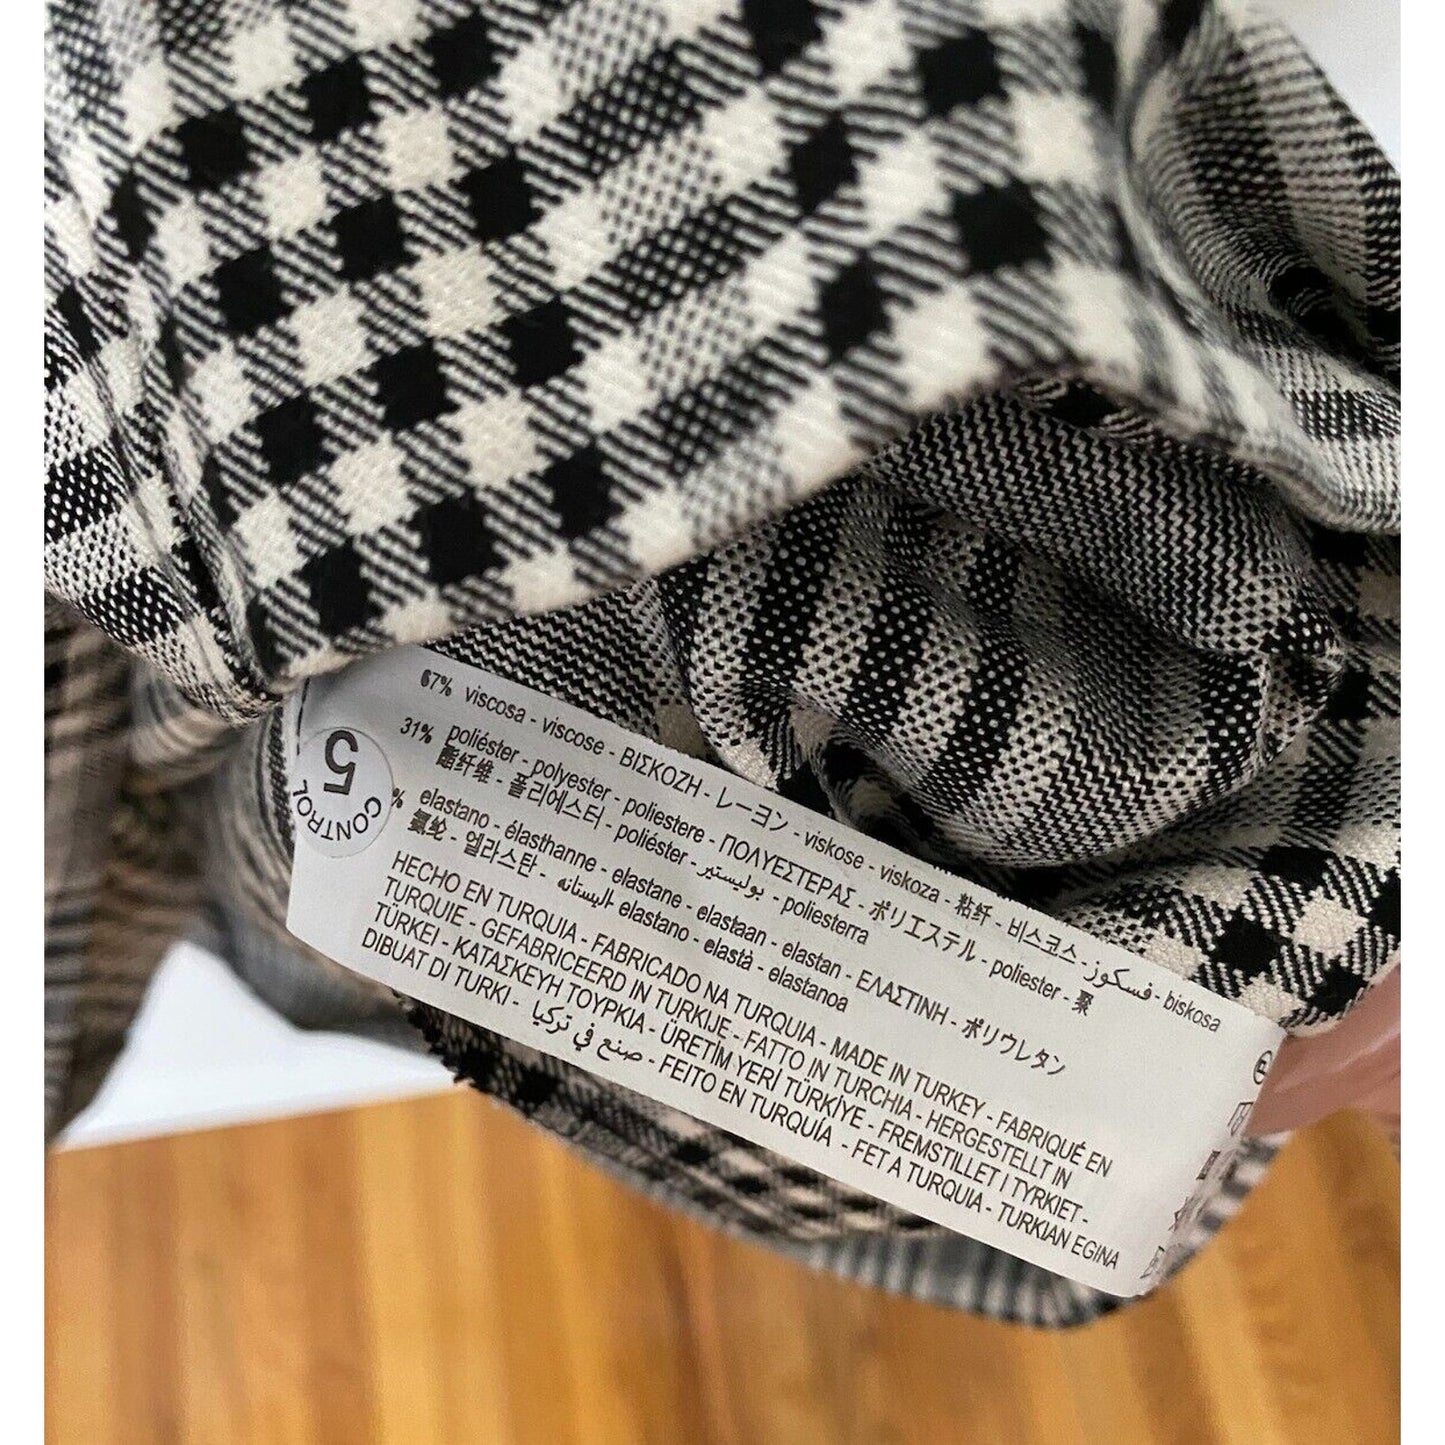 67% viscosa - viscose - ΒΙΣΚΟΖΗ - レーヨン - viskose - viscoza - 粘纤 - 비스코스 - فسكوز - biskosa
31% poliéster - polyester - poliestere - ΠΟΛΥΕΣΤΕΡΑΣ - ポリエステル - poliester - 聚
酯纤维 - 폴리에스터 - poliéster - بوليستير - poliesterra
% elastano - élasthanne - elastane - elastaan - elastan - ΕΛΑΣΤΙΝΗ - ポリウレタン
氨纶 - 엘라스탄 - اليستانه elastano - elastà - elastanoa
HECHO EN TURQUIA - FABRICADO NA TURQUIA - MADE IN TURKEY - FABRIQUÉ EN
TURQUIE - GEFABRICEERD IN TURKIJE - FATTO IN TURCHIA - HERGESTELLT IN
TÜRKEI - ΚΑΤΑΣΚΕΥΗ ΤΟΥΡΚΙΑ - ÜRETİM YERİ TÜRKİYE - FREMSTILLET I TYRKIET -
DIBUAT DI TURKI - صنع في تركيا - FEITO EN TURQUÍA - FET A TURQUIA - TURKIAN EGINA
CONTROL
5